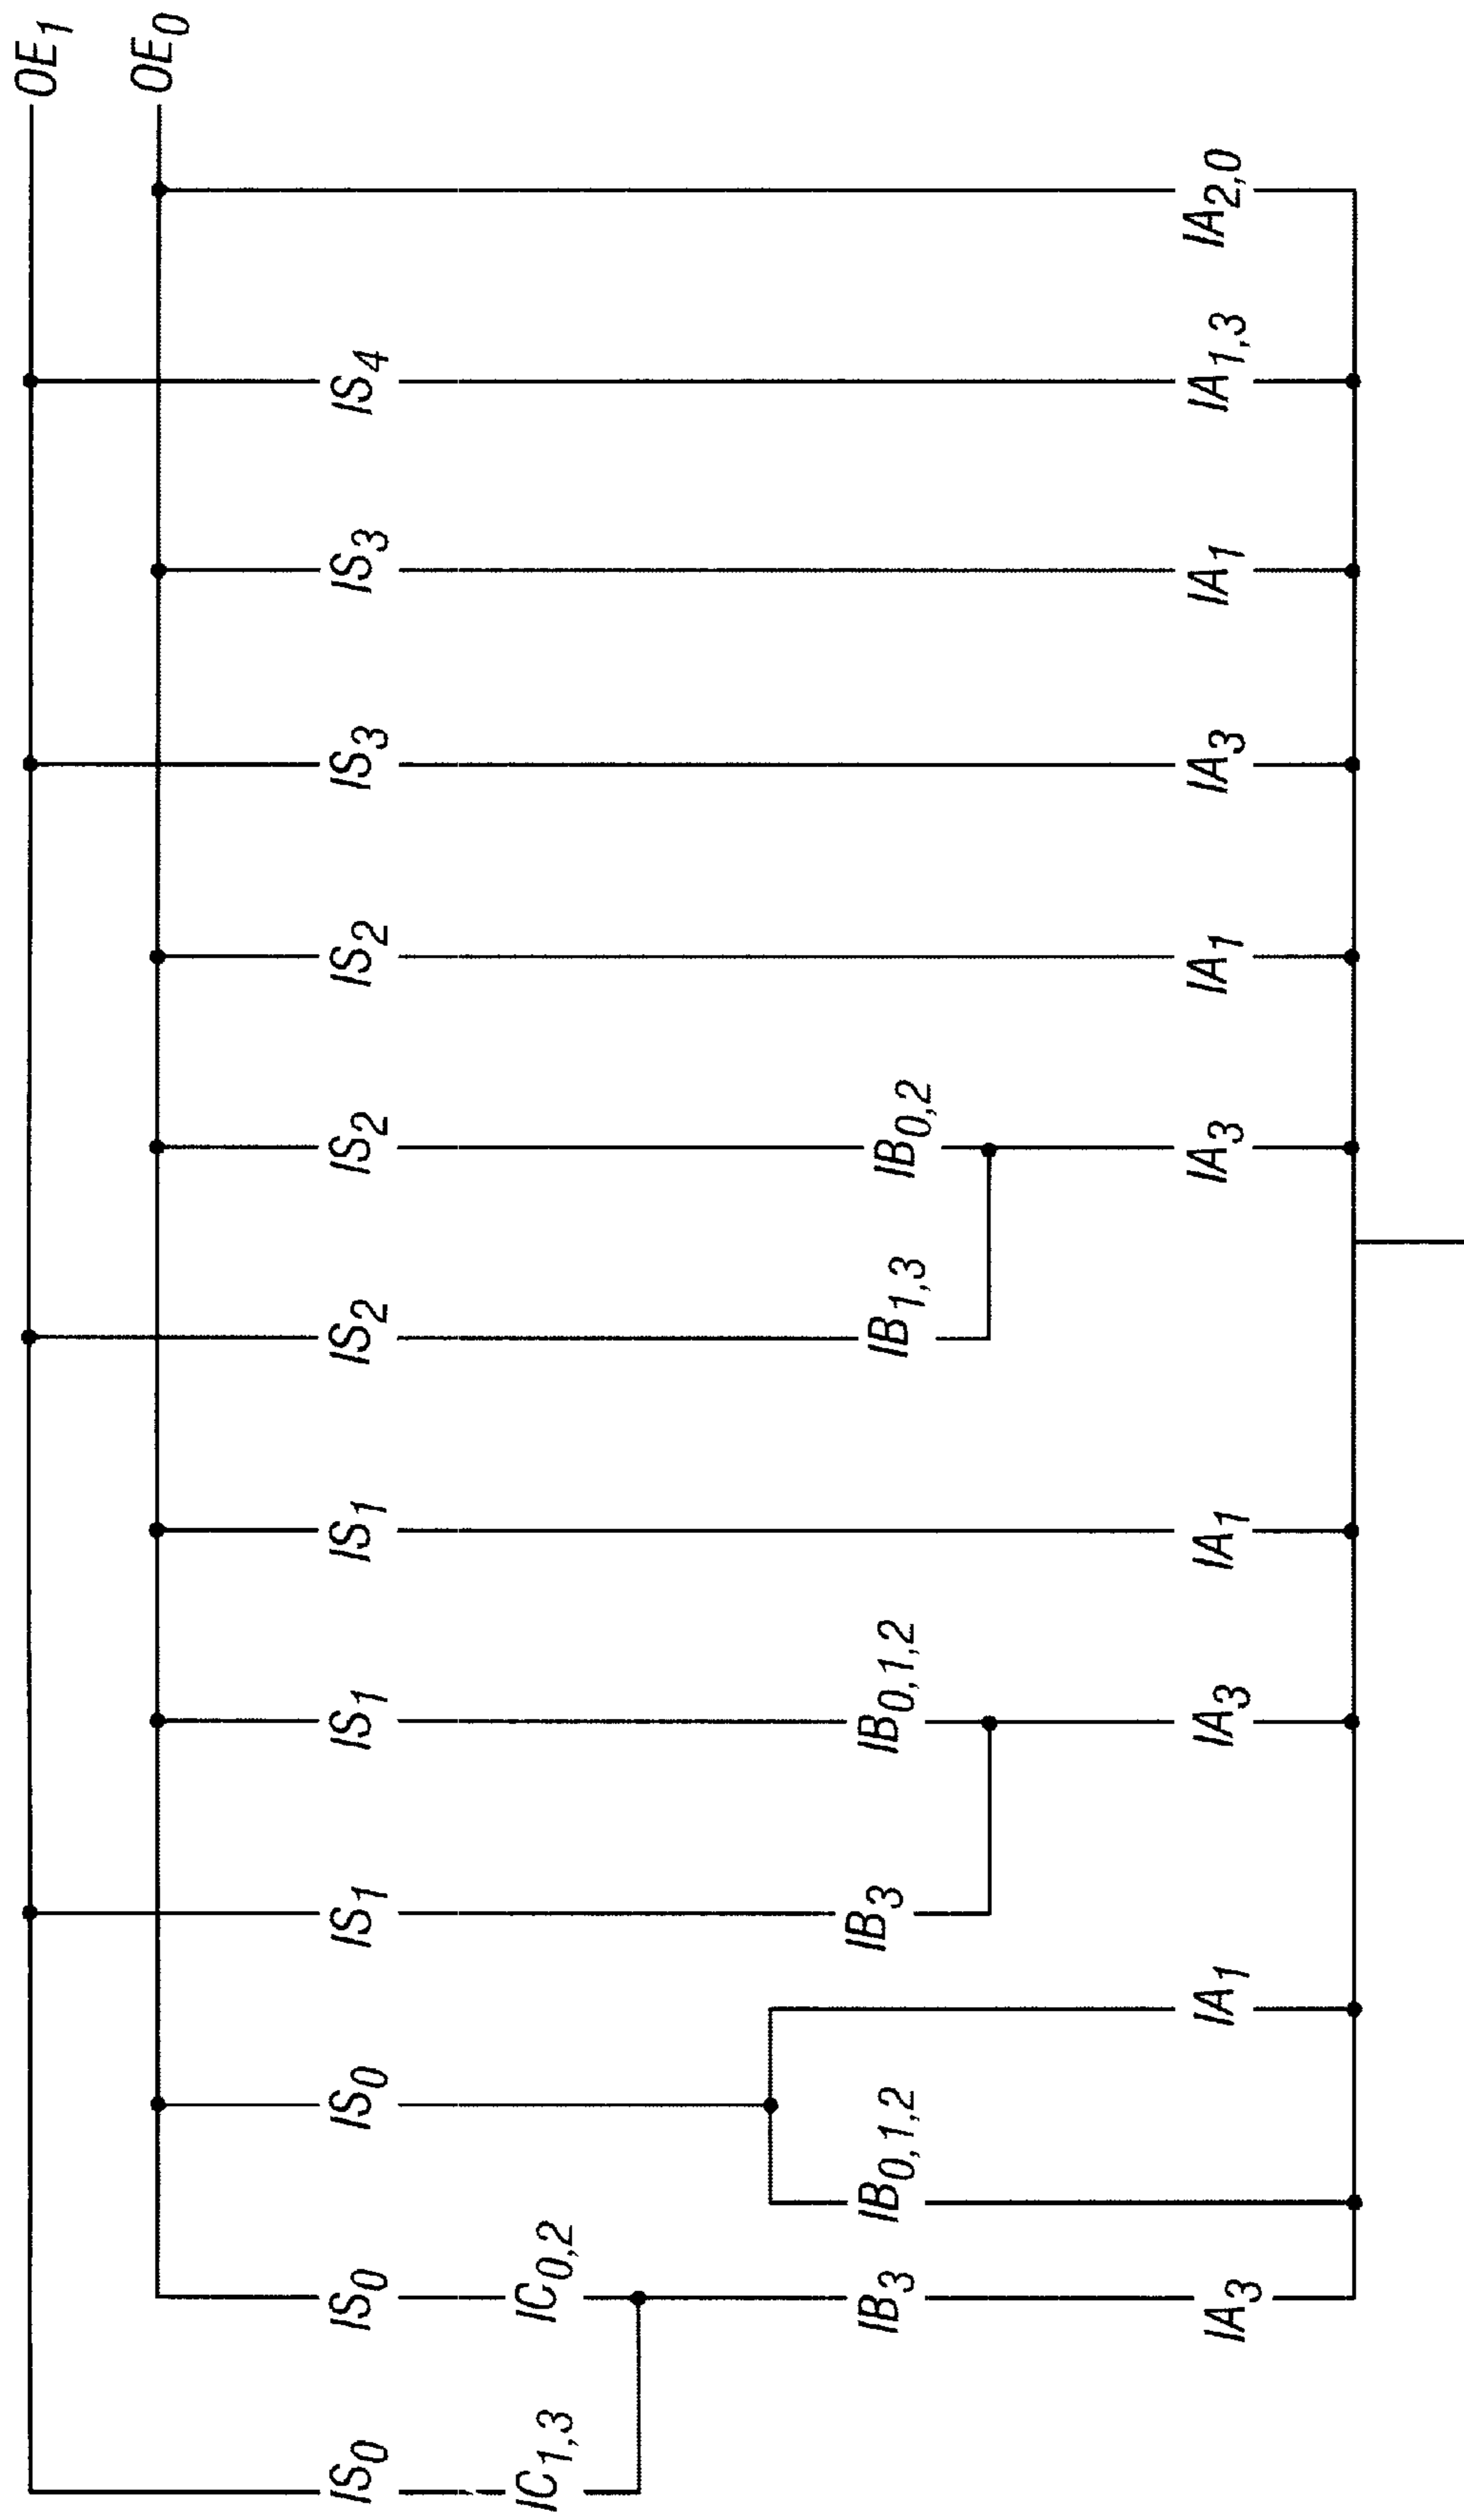 OE₁
OE₀
IS₀ IS₀ IS₀ IS₁ IS₁ IS₁ IS₂ IS₂ IS₂ IS₃ IS₃ IS₄
IC₁,₃ IC₀,₂
IB₃ IB₀,₁,₂ IB₃ IB₀,₁,₂ IB₁,₃ IB₀,₂
IA₃ IA₁ IA₃ IA₁ IA₃ IA₁ IA₃ IA₁ IA₁,₃ IA₂,₀